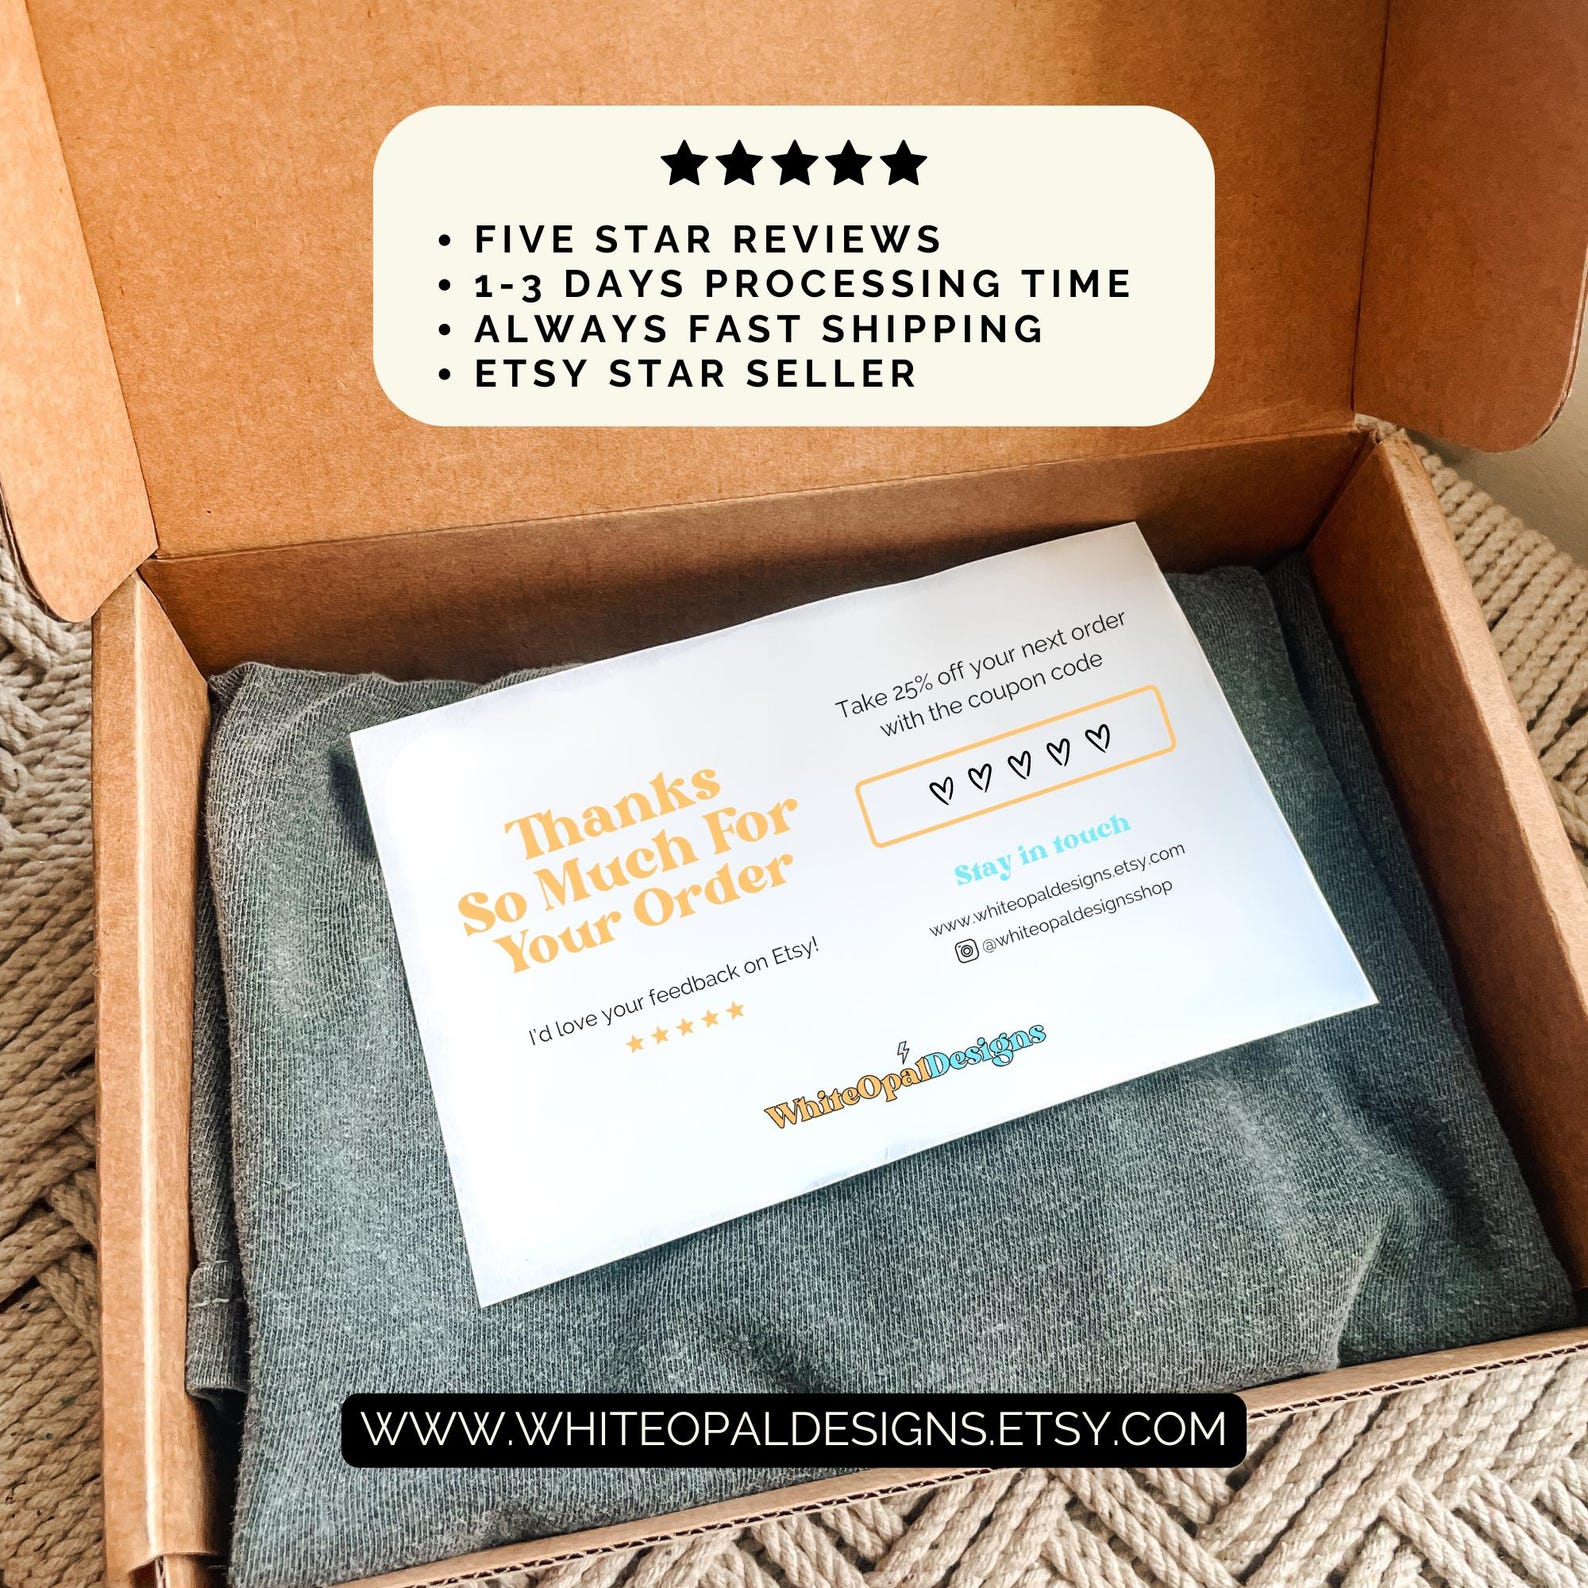 FIVE STAR REVIEWS
1-3 DAYS PROCESSING TIME
ALWAYS FAST SHIPPING
ETSY STAR SELLER
Thanks
So Much For
Your Order
I'd love your feedback on Etsy!
Take 25% off your next order
with the coupon code
Stay in touch
www.whiteopaldesigns.etsy.com
@whiteopaldesignsshop
WhiteOpalDesigns
WWW.WHITEOPALDESIGNS.ETSY.COM